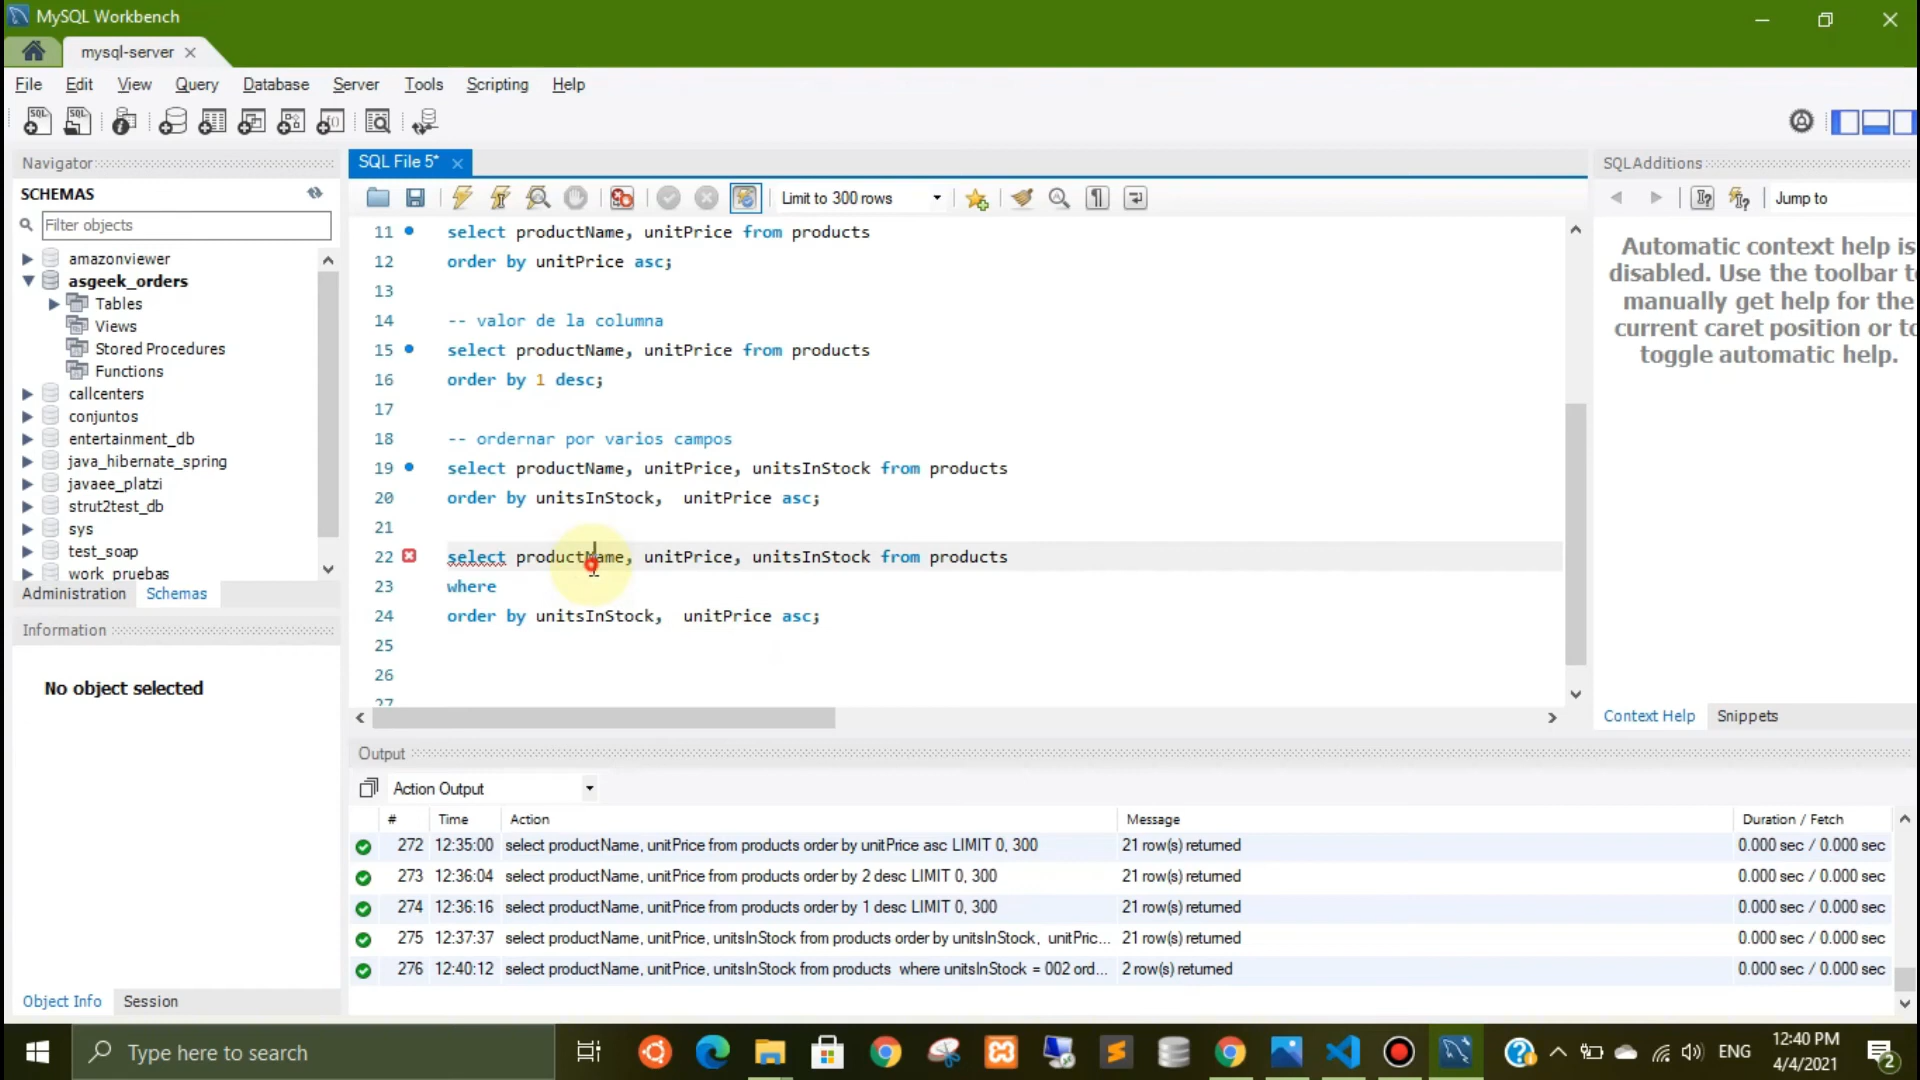 MySQL Workbench
mysql-server
File Edit View Query Database Server Tools Scripting Help
Navigator
SCHEMAS
Filter objects
amazonviewer
asgeek_orders
Tables
Views
Stored Procedures
Functions
callcenters
conjuntos
entertainment_db
java_hibernate_spring
javaee_platzi
strut2test_db
sys
test_soap
work_pruebas
Administration Schemas
Information
No object selected
Object Info Session
SQL File 5*
Limit to 300 rows
11 select productName, unitPrice from products
12 order by unitPrice asc;
13
14 -- valor de la columna
15 select productName, unitPrice from products
16 order by 1 desc;
17
18 -- ordernar por varios campos
19 select productName, unitPrice, unitsInStock from products
20 order by unitsInStock, unitPrice asc;
21
22 select productName, unitPrice, unitsInStock from products
23 where
24 order by unitsInStock, unitPrice asc;
25
26
27
SQLAdditions
Jump to
Automatic context help is
disabled. Use the toolbar t
manually get help for the
current caret position or to
toggle automatic help.
Context Help Snippets
Output
Action Output
# Time Action Message Duration / Fetch
272 12:35:00 select productName, unitPrice from products order by unitPrice asc LIMIT 0, 300 21 row(s) returned 0.000 sec / 0.000 sec
273 12:36:04 select productName, unitPrice from products order by 2 desc LIMIT 0, 300 21 row(s) returned 0.000 sec / 0.000 sec
274 12:36:16 select productName, unitPrice from products order by 1 desc LIMIT 0, 300 21 row(s) returned 0.000 sec / 0.000 sec
275 12:37:37 select productName, unitPrice, unitsInStock from products order by unitsInStock, unitPric... 21 row(s) returned 0.000 sec / 0.000 sec
276 12:40:12 select productName, unitPrice, unitsInStock from products where unitsInStock = 002 ord... 2 row(s) returned 0.000 sec / 0.000 sec
Type here to search
ENG
12:40 PM
4/4/2021
2